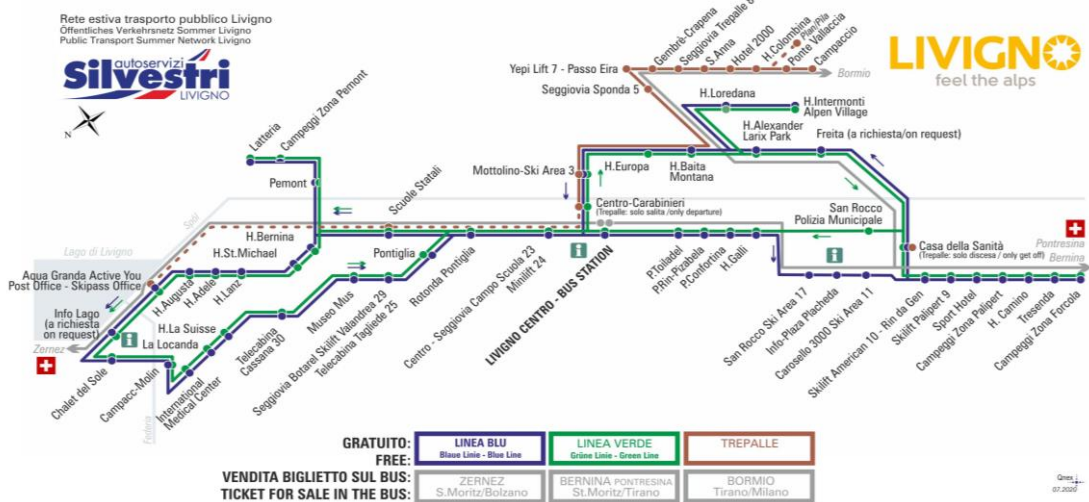 Rete estiva trasporto pubblico Livigno
Öffentliches Verkehrsnetz Sommer Livigno
Public Transport Summer Network Livigno
autoservizi
Silvestri
LIVIGNO
N
LIVIGNO
feel the alps
Yepi Lift 7 - Passo Eira
Gembrè-Crapena
Seggiovia Trepalle
S.Anna
Hotel 2000
H.Colombina
Plan/Pila
Ponte Vallaccia
Campaccio
Bormio
Seggiovia Sponda 5
H.Loredana
H.Intermonti
Alpen Village
H.Alexander
Larix Park
Freita (a richiesta/on request)
Latteria
Campeggi Zona Pemont
Pemont
Mottolino-Ski Area 3
H.Europa
H.Baita
Montana
Scuole Statali
Centro-Carabinieri
(Trepalle: solo salita /only departure)
San Rocco
Polizia Municipale
Spöl
Lago di Livigno
H.Bernina
H.St.Michael
Pontiglia
Casa della Sanità
(Trepalle: solo discesa / only get off)
Pontresina
Bernina
Aqua Granda Active You
Post Office - Skipass Office
H.Augusta
H.Adele
H.Lanz
Info Lago
(a richiesta
on request)
Zernez
H.La Suisse
La Locanda
Chalet del Sole
Campacc-Molin
Federia
International
Medical Center
Telecabina
Cassana 30
Museo Mus
Seggiovia Botarel Skilift Valandrea 29
Telecabina Tagliede 25
Rotonda Pontiglia
Centro - Seggiovia Campo Scuola 23
Minilift 24
LIVIGNO CENTRO - BUS STATION
P.Toiladel
P.Rin.Pizabela
P.Confortina
H.Galli
San Rocco Ski Area 17
Info-Plaza Placheda
Carosello 3000 Ski Area 11
Skilift American 10 - Rin da Gen
Skilift Palipert 9
Sport Hotel
Campeggi Zona Palipert
H. Camino
Tresenda
Campeggi Zona Forcola
GRATUITO:
FREE:
LINEA BLU
Blaue Linie - Blue Line
LINEA VERDE
Grüne Linie - Green Line
TREPALLE
VENDITA BIGLIETTO SUL BUS:
TICKET FOR SALE IN THE BUS:
ZERNEZ
S.Moritz/Bolzano
BERNINA PONTRESINA
St.Moritz/Tirano
BORMIO
Tirano/Milano
Qnex
07.2020